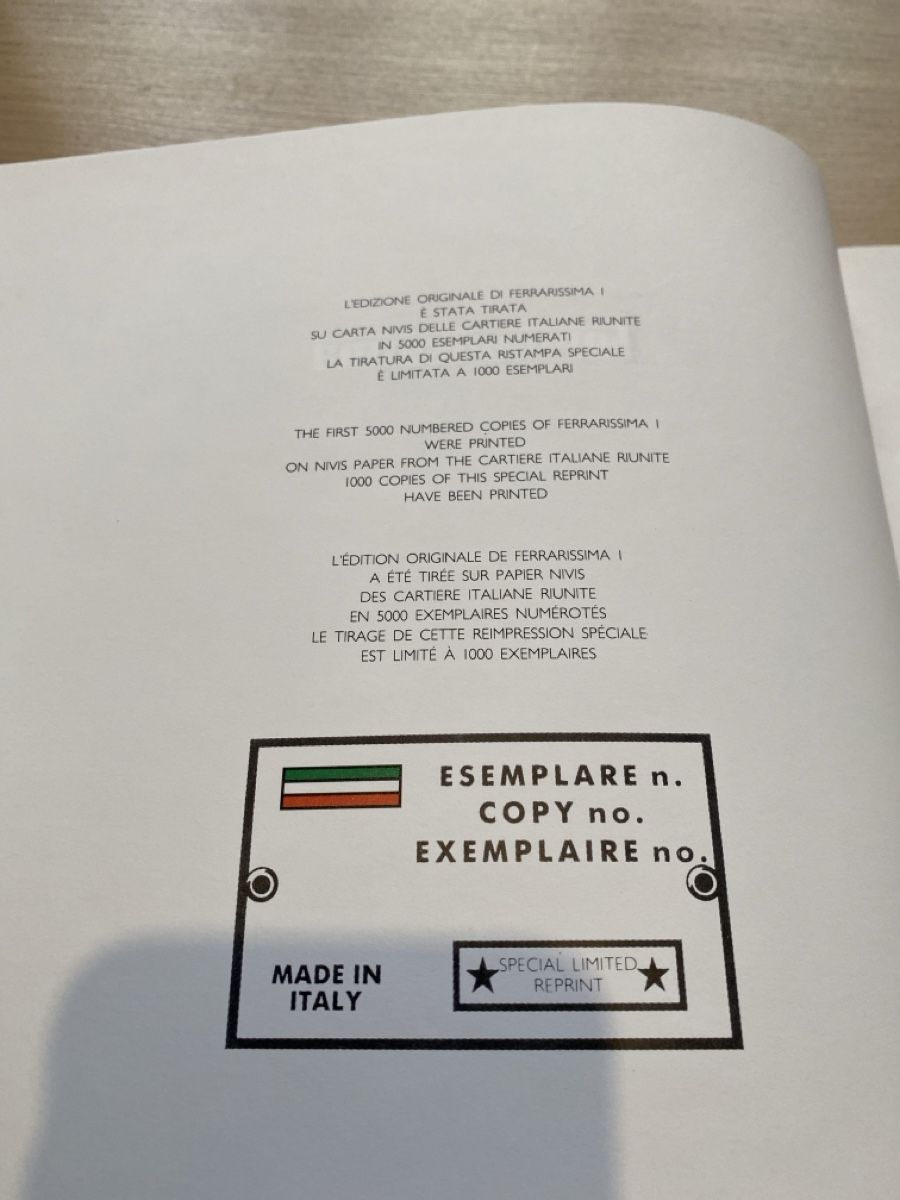 L'EDIZIONE ORIGINALE DI FERRARISSIMA I
È STATA TIRATA
SU CARTA NIVIS DELLE CARTIERE ITALIANE RIUNITE
IN 5000 ESEMPLARI NUMERATI
LA TIRATURA DI QUESTA RISTAMPA SPECIALE
È LIMITATA A 1000 ESEMPLARI
THE FIRST 5000 NUMBERED COPIES OF FERRARISSIMA I
WERE PRINTED
ON NIVIS PAPER FROM THE CARTIERE ITALIANE RIUNITE
1000 COPIES OF THIS SPECIAL REPRINT
HAVE BEEN PRINTED
L'ÉDITION ORIGINALE DE FERRARISSIMA I
A ÉTÉ TIRÉE SUR PAPIER NIVIS
DES CARTIERE ITALIANE RIUNITE
EN 5000 EXEMPLAIRES NUMÉROTÉS
LE TIRAGE DE CETTE REIMPRESSION SPÉCIALE
EST LIMITÉ À 1000 EXEMPLAIRES
ESEMPLARE n.
COPY no.
EXEMPLAIRE no.
MADE IN
ITALY
SPECIAL LIMITED
REPRINT